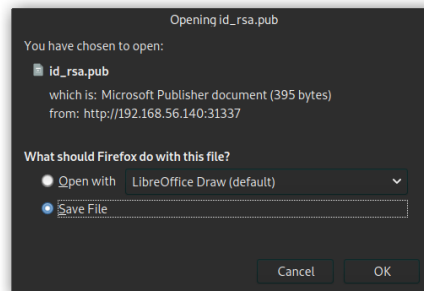 Opening id_rsa.pub
You have chosen to open:
id_rsa.pub
which is: Microsoft Publisher document (395 bytes)
from: http://192.168.56.140:31337
What should Firefox do with this file?
Open with LibreOffice Draw (default)
Save File
Cancel OK